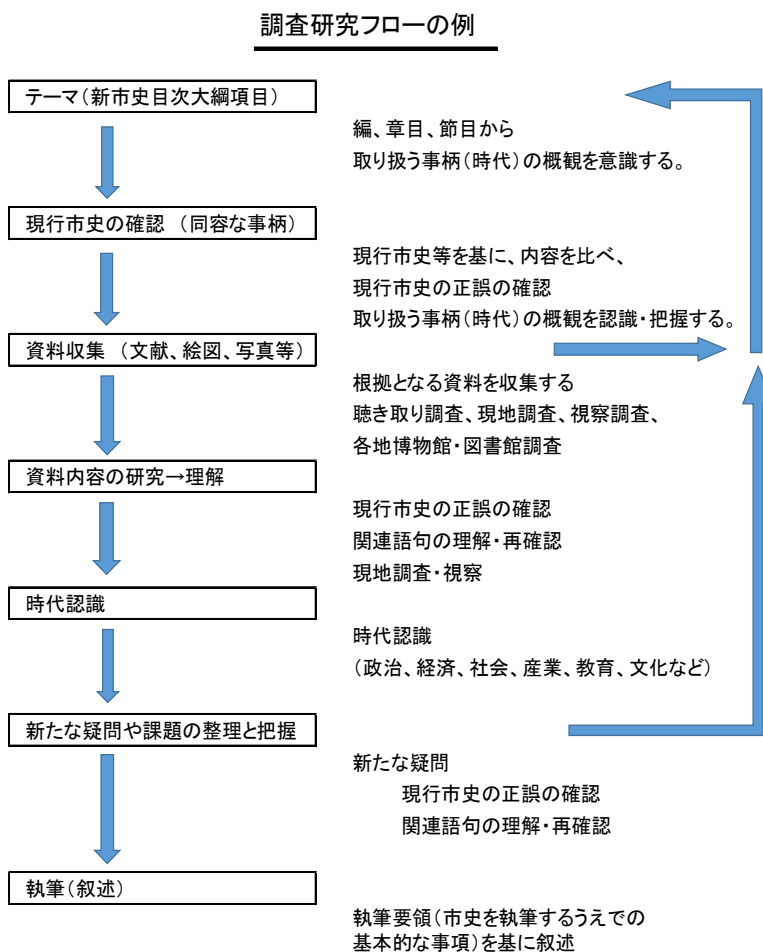 調査研究フローの例
テーマ（新市史目次大綱項目）
編、章目、節目から
取り扱う事柄（時代）の概観を意識する。
現行市史の確認　（同容な事柄）
現行市史等を基に、内容を比べ、
現行市史の正誤の確認
取り扱う事柄（時代）の概観を認識・把握する。
資料収集　（文献、絵図、写真等）
根拠となる資料を収集する
聴き取り調査、現地調査、視察調査、
各地博物館・図書館調査
資料内容の研究→理解
現行市史の正誤の確認
関連語句の理解・再確認
現地調査・視察
時代認識
時代認識
（政治、経済、社会、産業、教育、文化など）
新たな疑問や課題の整理と把握
新たな疑問
現行市史の正誤の確認
関連語句の理解・再確認
執筆（叙述）
執筆要領（市史を執筆するうえでの
基本的な事項）を基に叙述